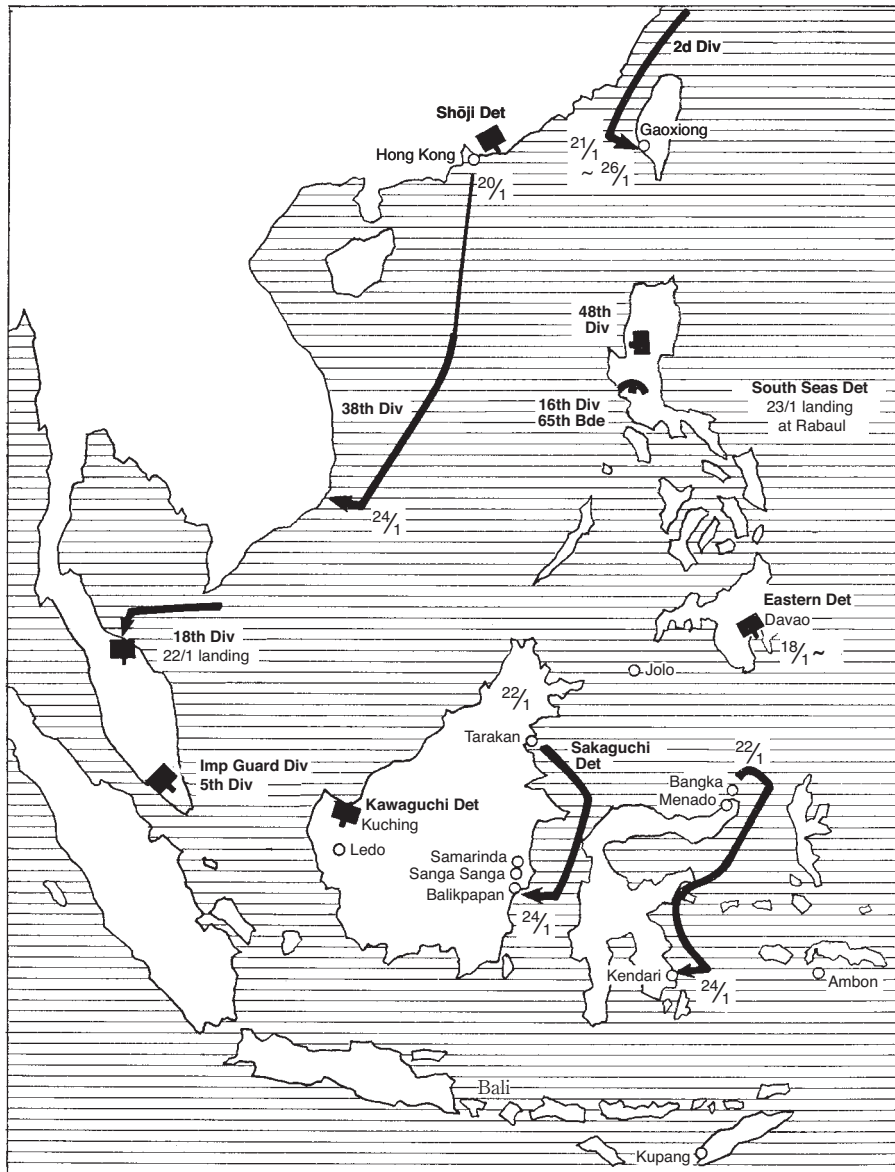 2d Div
Shōji Det
Gaoxiong
Hong Kong
21/1
~ 26/1
20/1
48th
Div
16th Div
65th Bde
South Seas Det
23/1 landing
at Rabaul
38th Div
24/1
Eastern Det
Davao
18/1 ~
18th Div
22/1 landing
Jolo
22/1
Tarakan
Sakaguchi
Det
22/1
Bangka
Menado
Imp Guard Div
5th Div
Kawaguchi Det
Kuching
Ledo
Samarinda
Sanga Sanga
Balikpapan
24/1
Kendari
24/1
Ambon
Bali
Kupang